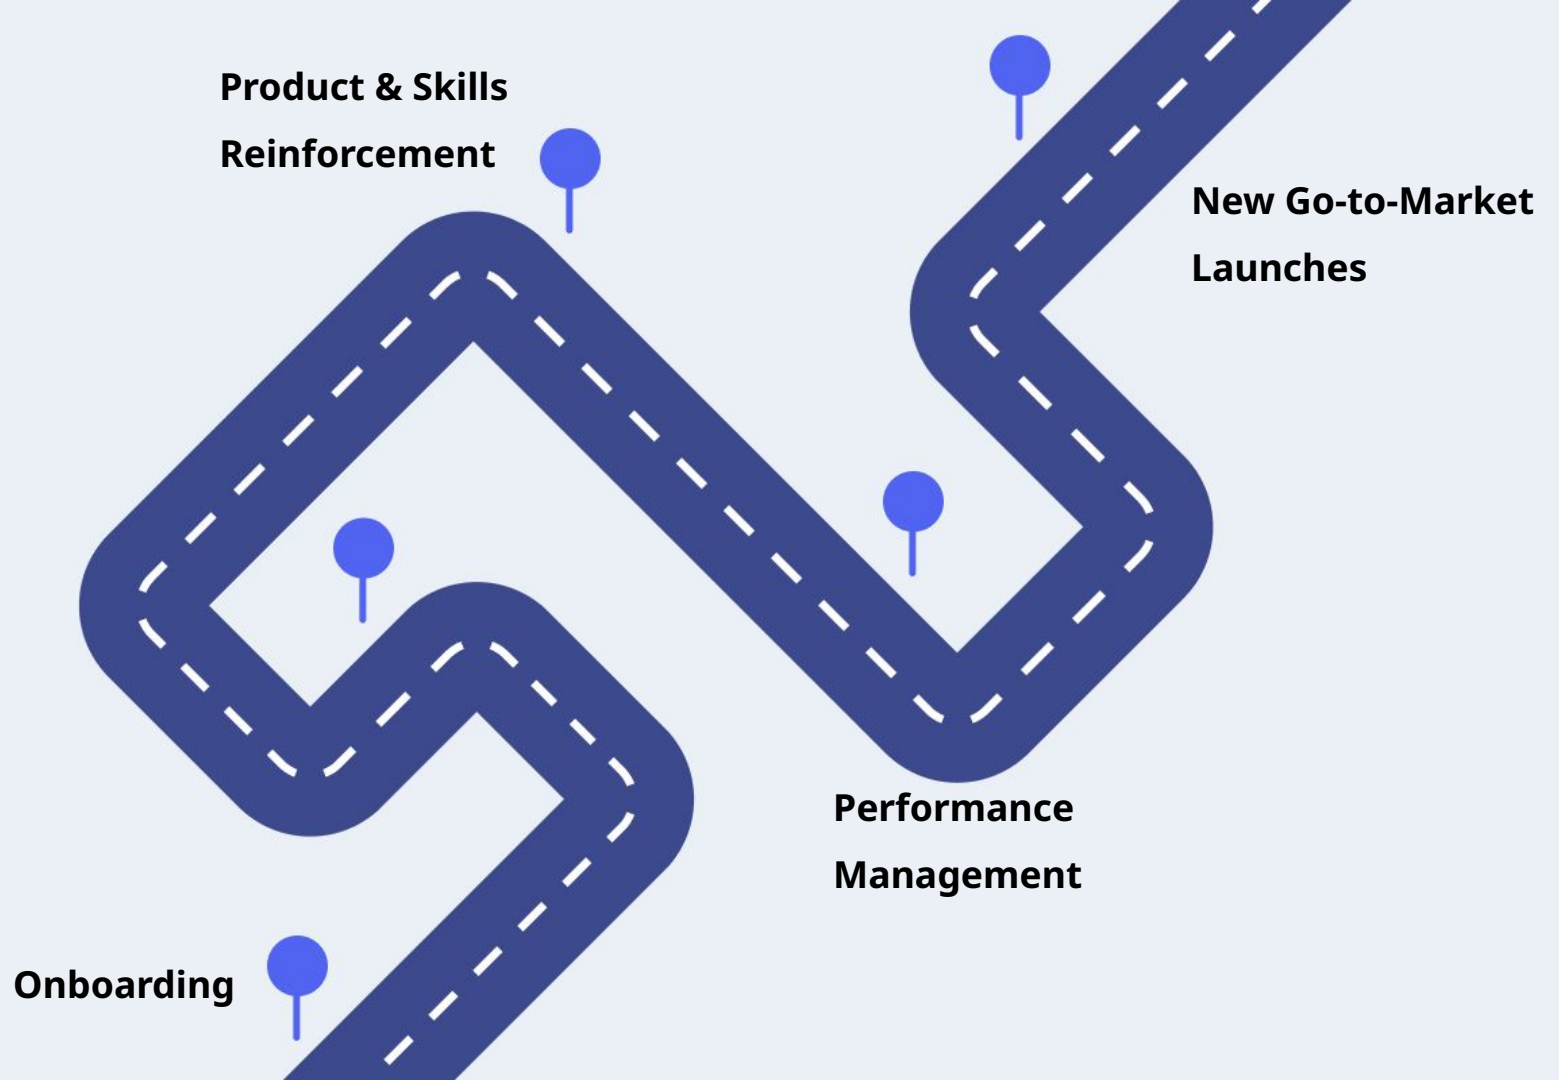 Product & Skills
Reinforcement
New Go-to-Market
Launches
Performance
Management
Onboarding